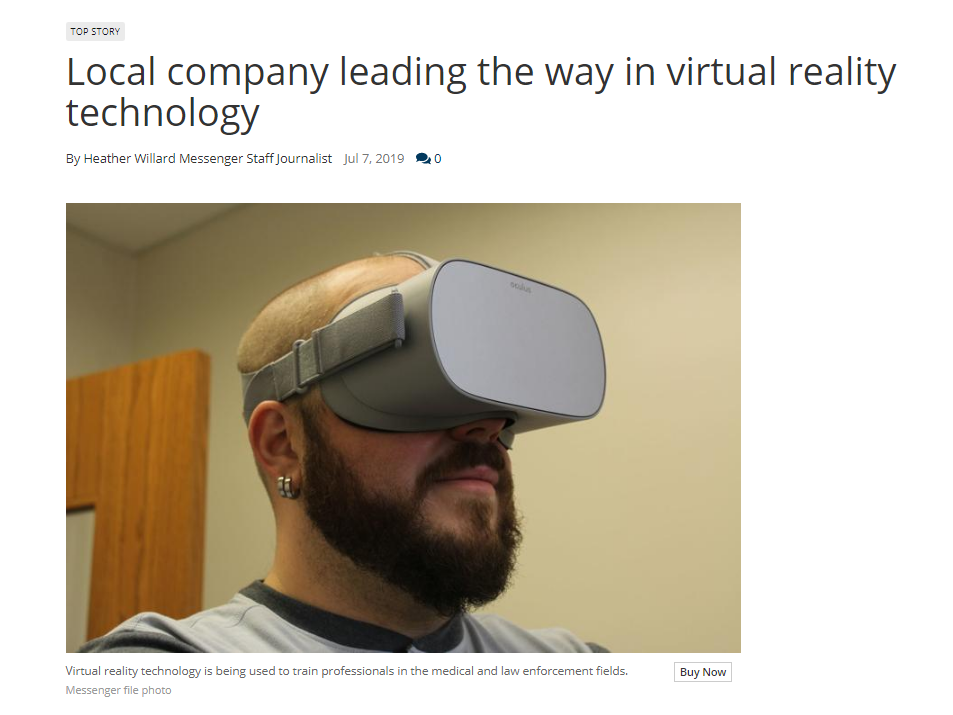 TOP STORY
Local company leading the way in virtual reality
technology
By Heather Willard Messenger Staff Journalist Jul 7, 2019 0
oculus
Virtual reality technology is being used to train professionals in the medical and law enforcement fields.
Buy Now
Messenger file photo